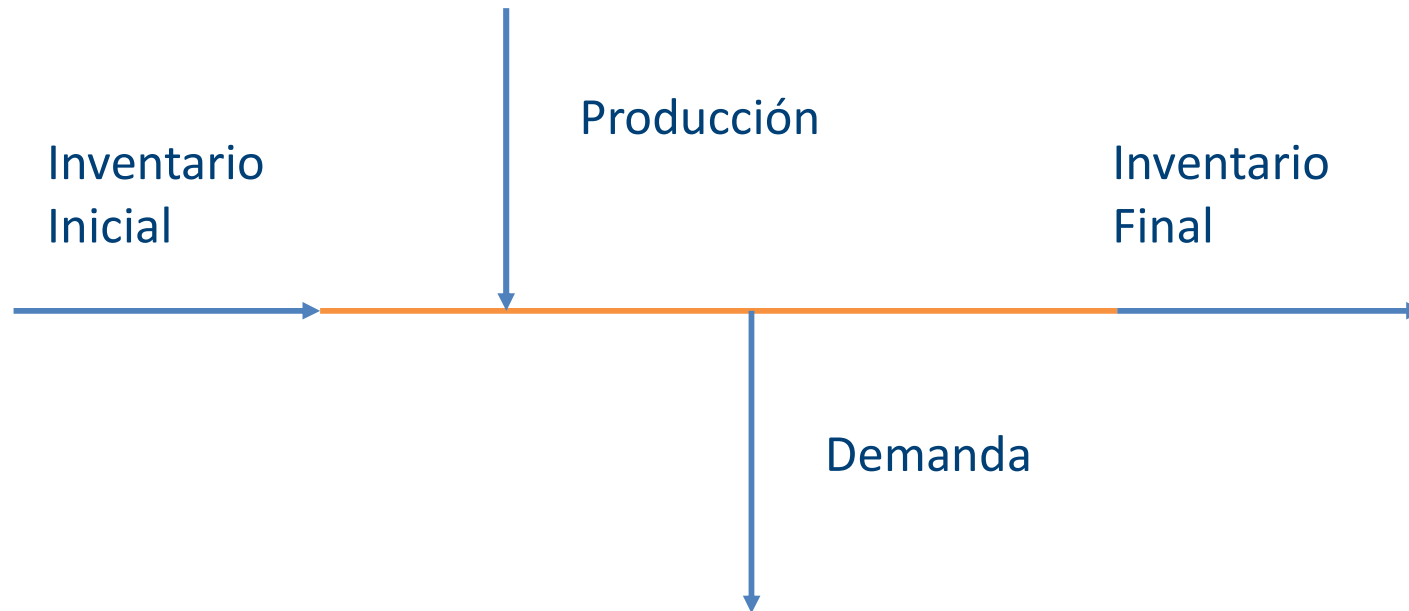 Producción
Inventario
Inicial
Inventario
Final
Demanda